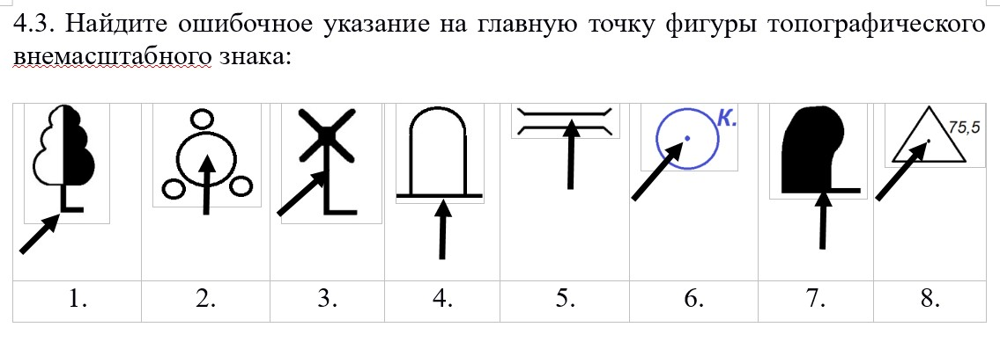 4.3. Найдите ошибочное указание на главную точку фигуры топографического
внемасштабного знака:
К.
75,5
1. 2. 3. 4. 5. 6. 7. 8.